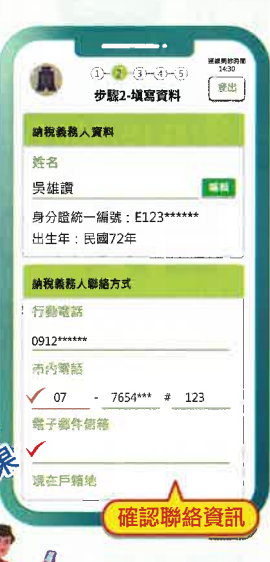 連線剩餘時間
14:30
①-②-③-④-⑤
登出
步驟2-填寫資料
納稅義務人資料
姓名
吳雄讚
編輯
身分證統一編號：E123******
出生年：民國72年
納稅義務人聯絡方式
行動電話
0912******
市內電話
07 - 7654*** # 123
電子郵件信箱
現在戶籍地
確認聯絡資訊
果